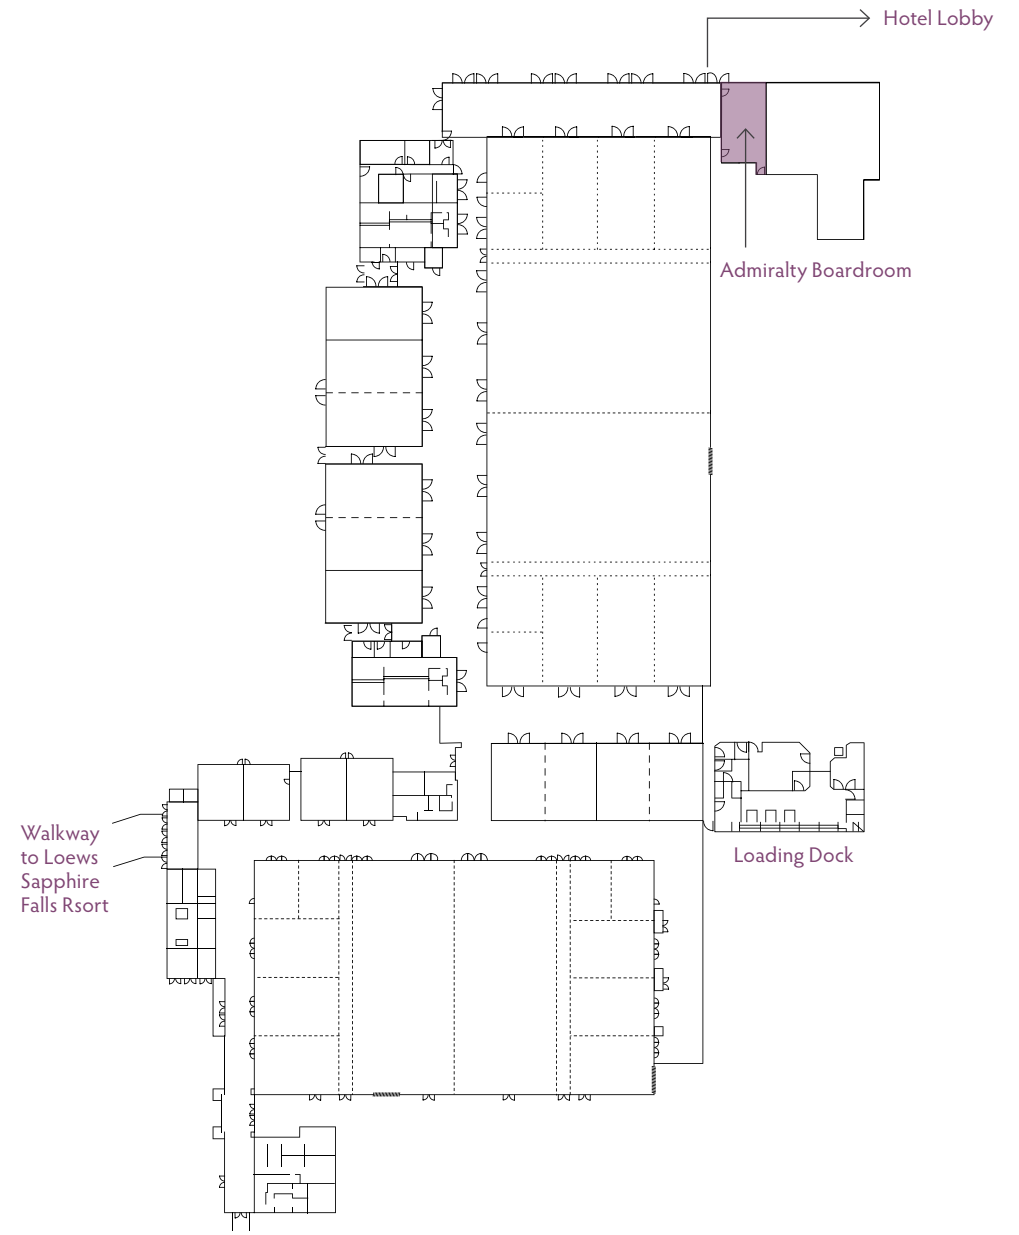 Hotel Lobby
Admiralty Boardroom
Walkway
to Loews
Sapphire
Falls Rsort
Loading Dock